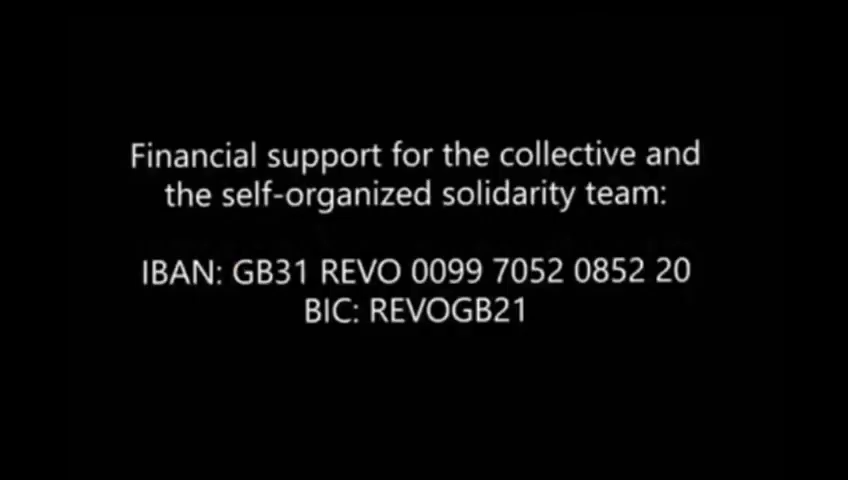 Financial support for the collective and
the self-organized solidarity team:
IBAN: GB31 REVO 0099 7052 0852 20
BIC: REVOGB21